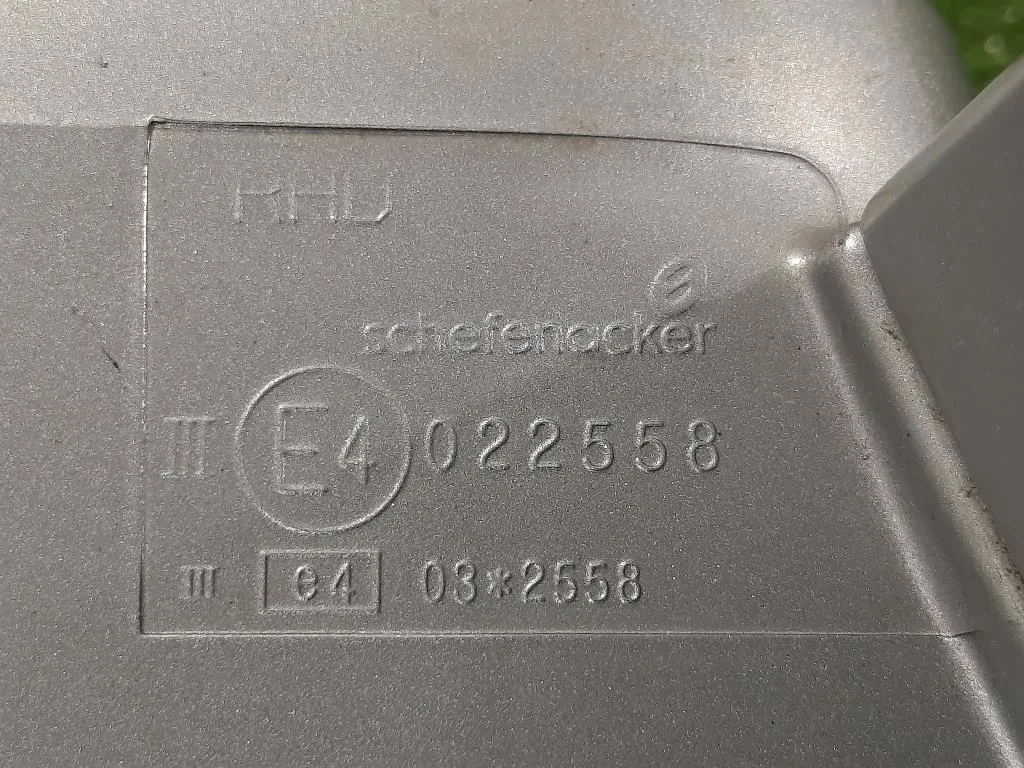 RHD
schefenacker
III E4 022558
III e4 03*2558